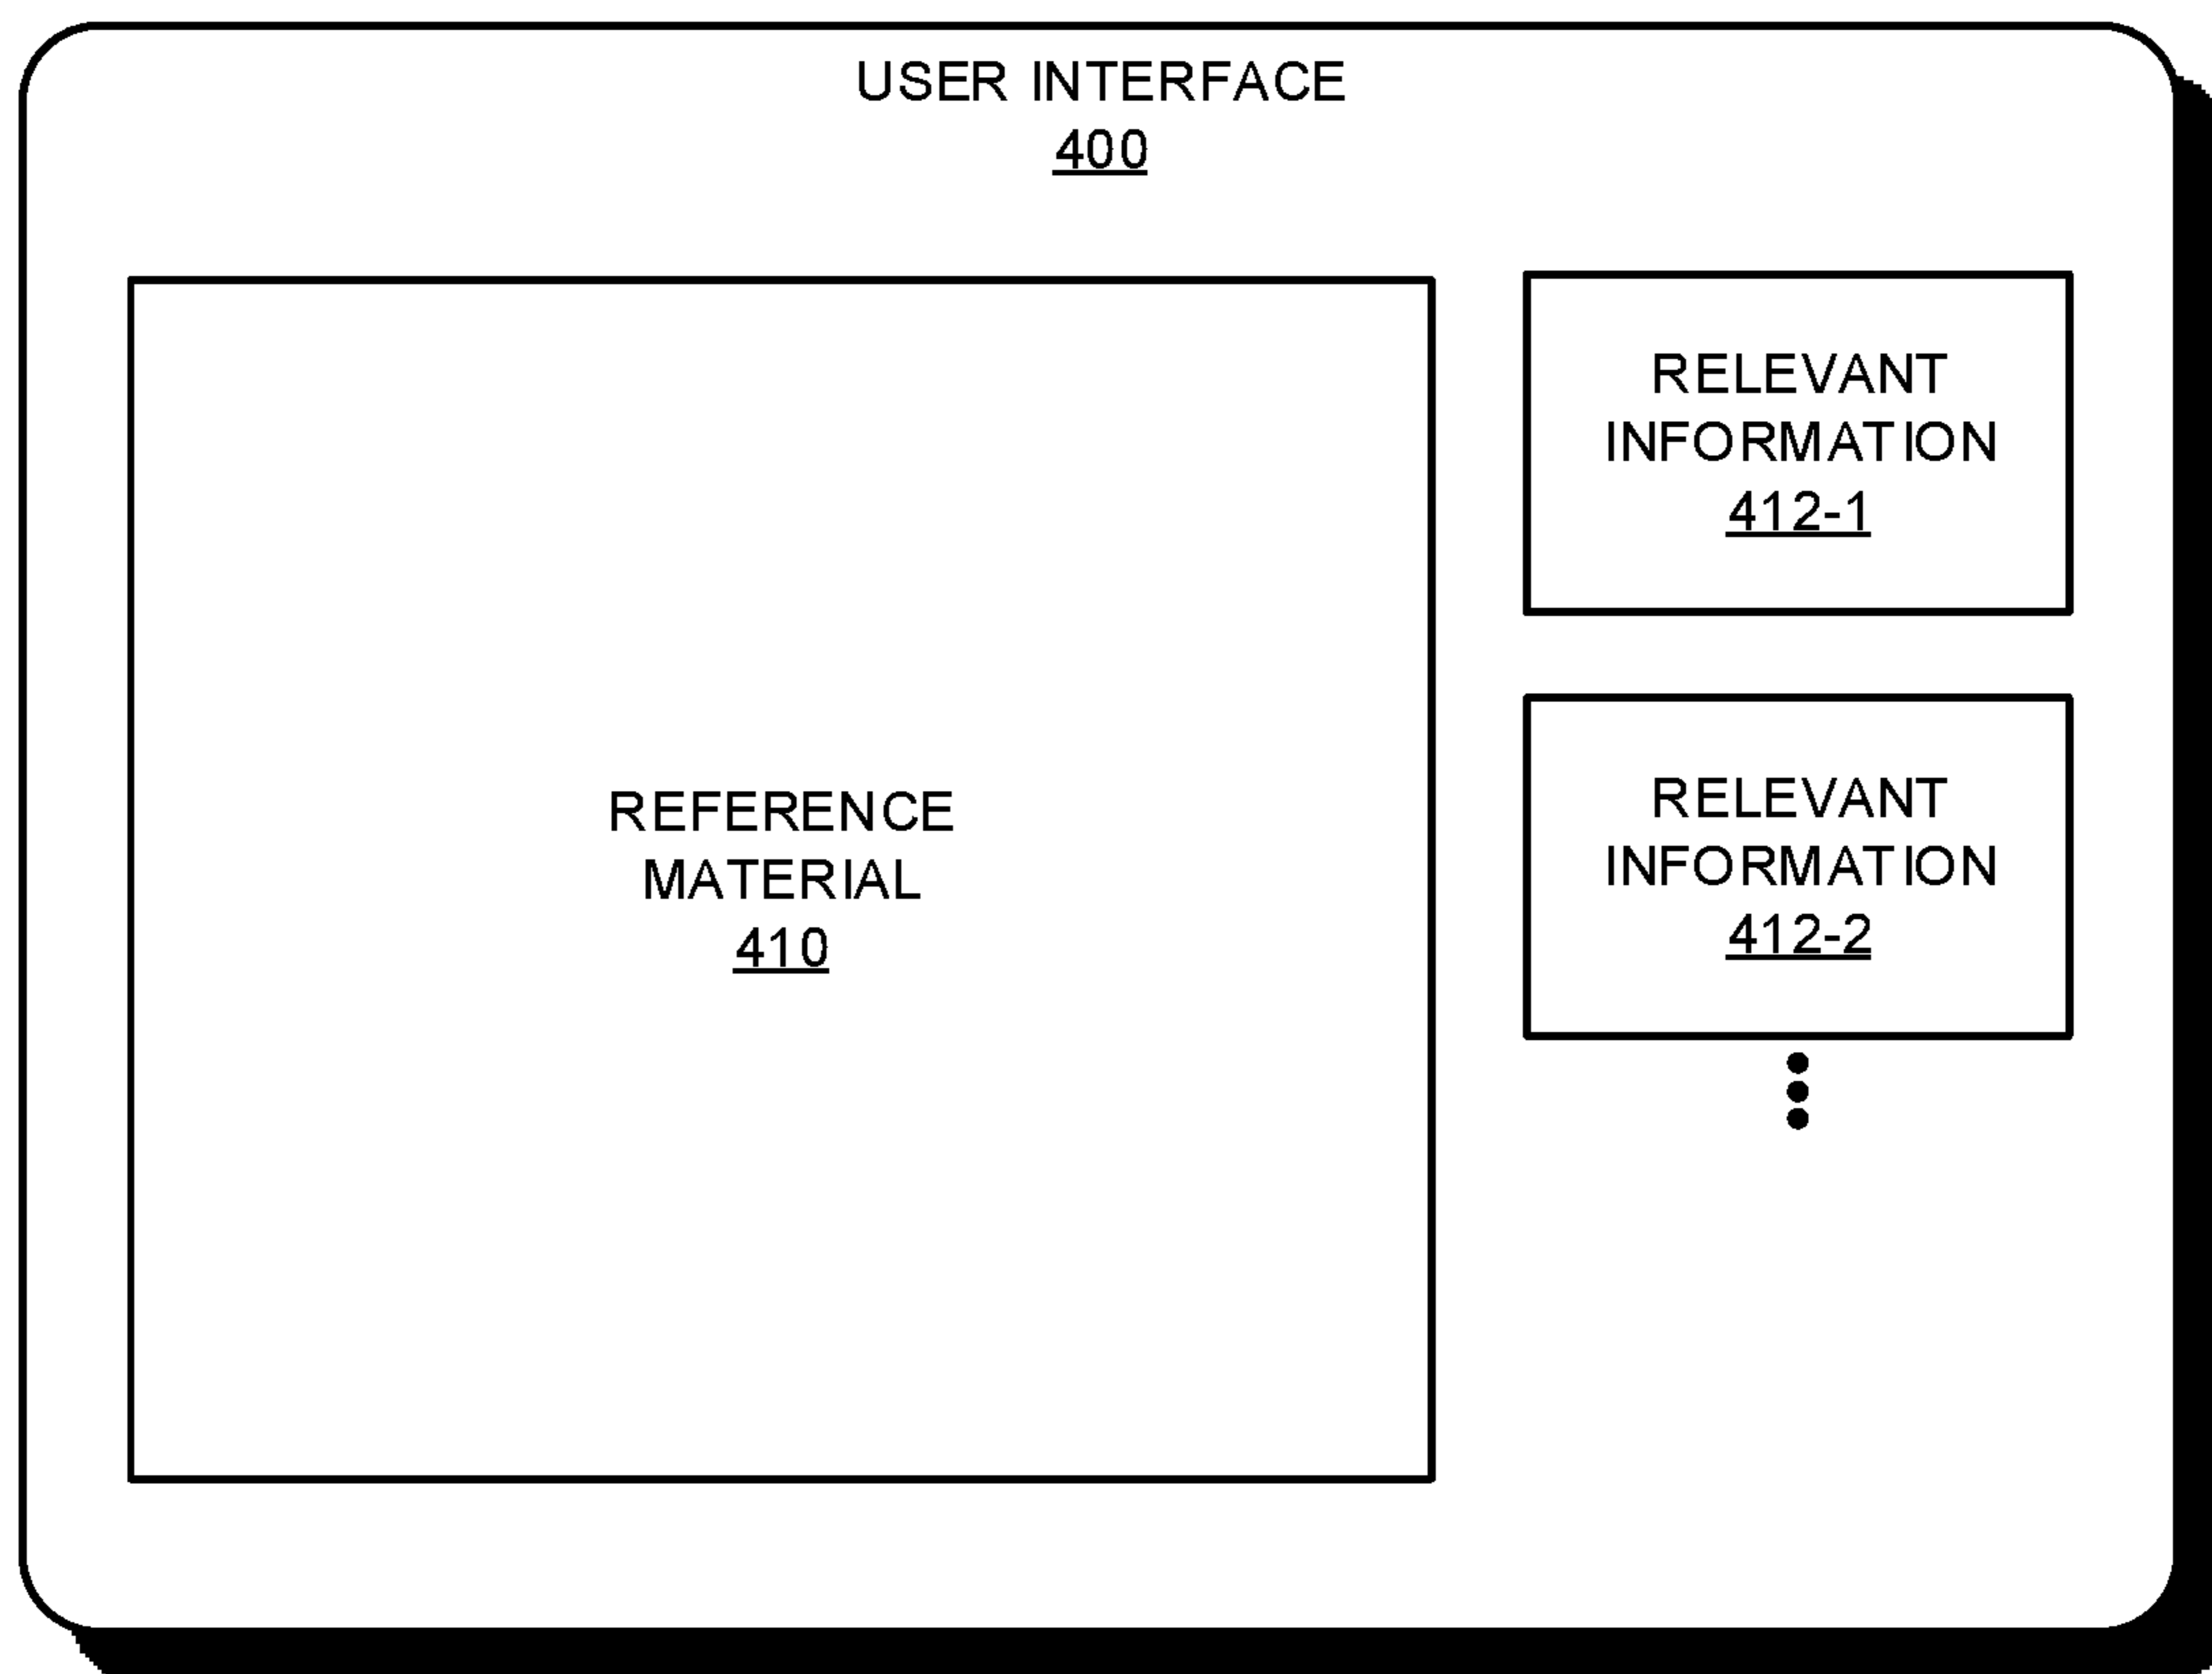 USER INTERFACE
400
REFERENCE
MATERIAL
410
RELEVANT
INFORMATION
412-1
RELEVANT
INFORMATION
412-2